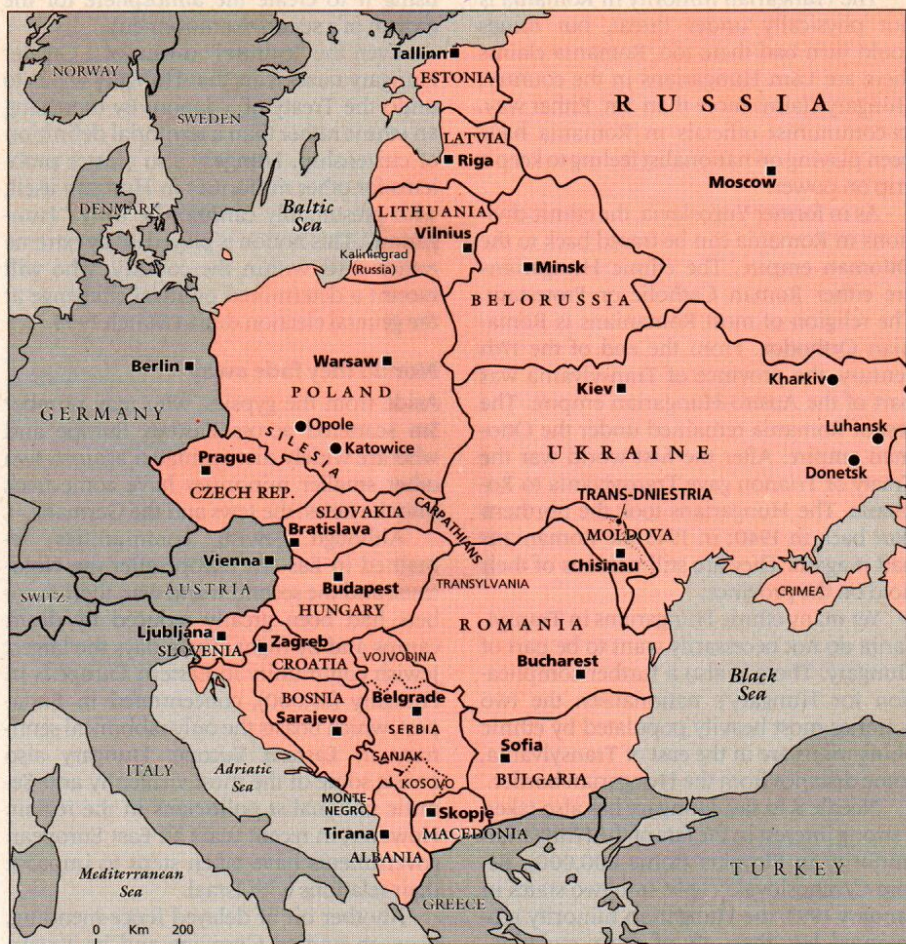 Tallinn
NORWAY
ESTONIA
RUSSIA
SWEDEN
LATVIA
Riga
Moscow
DENMARK
Baltic
Sea
LITHUANIA
Vilnius
Kaliningrad
(Russia)
Minsk
BELORUSSIA
Berlin
Warsaw
POLAND
Kiev
Kharkiv
GERMANY
Opole
Katowice
SILESIA
Luhansk
Donetsk
UKRAINE
Prague
CZECH REP.
TRANS-DNIESTRIA
SLOVAKIA
CARPATHIANS
Bratislava
MOLDOVA
Vienna
Chisinau
Budapest
TRANSYLVANIA
AUSTRIA
HUNGARY
CRIMEA
SWITZ.
ROMANIA
Ljubljana
SLOVENIA
Zagreb
CROATIA
VOJVODINA
Bucharest
Black
Sea
BOSNIA
Sarajevo
Belgrade
SERBIA
Sofia
SANJAK
KOSOVO
BULGARIA
ITALY
Adriatic
Sea
MONTE-
NEGRO
Skopje
Tirana
MACEDONIA
ALBANIA
TURKEY
Mediterranean
Sea
GREECE
0 Km 200